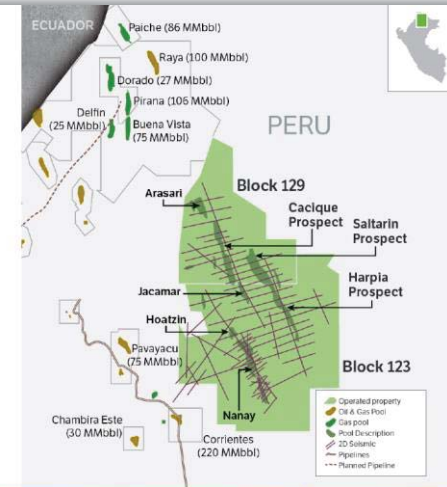 ECUADOR
Paiche (86 MMbbl)
Raya (100 MMbbl)
Dorado (27 MMbbl)
Pirana (106 MMbbl)
Delfin
(25 MMbbl)
Buena Vista
(75 MMbbl)
PERU
Arasari
Block 129
Cacique
Prospect
Saltarin
Prospect
Jacamar
Harpia
Prospect
Hoatzin
Pavayacu
(75 MMbbl)
Block 123
Nanay
Chambira Este
(30 MMbbl)
Corrientes
(220 MMbbl)
Operated property
Oil & Gas Pool
Gas pool
Pool Description
2D Seismic
Pipelines
Planned Pipeline